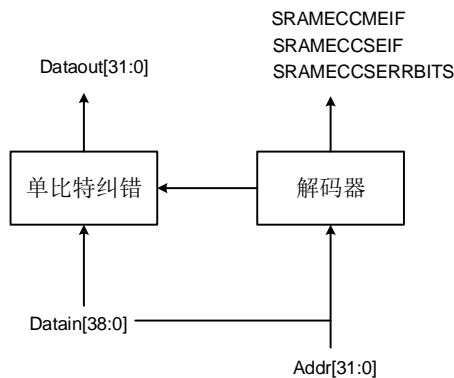 SRAMECCMEIF
SRAMECCSEIF
Dataout[31:0]
SRAMECCSERRBITS
单比特纠错
解码器
Datain[38:0]
Addr[31:0]